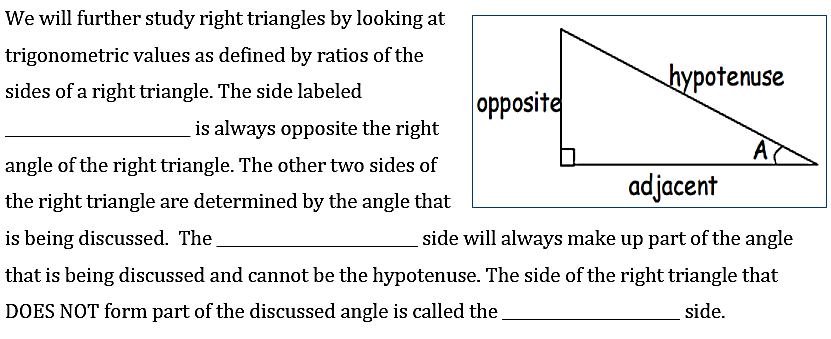 We will further study right triangles by looking at
trigonometric values as defined by ratios of the
sides of a right triangle. The side labeled
____________________ is always opposite the right
angle of the right triangle. The other two sides of
the right triangle are determined by the angle that
is being discussed.  The ______________________ side will always make up part of the angle
that is being discussed and cannot be the hypotenuse. The side of the right triangle that
DOES NOT form part of the discussed angle is called the ___________________ side.
hypotenuse
opposite
A
adjacent